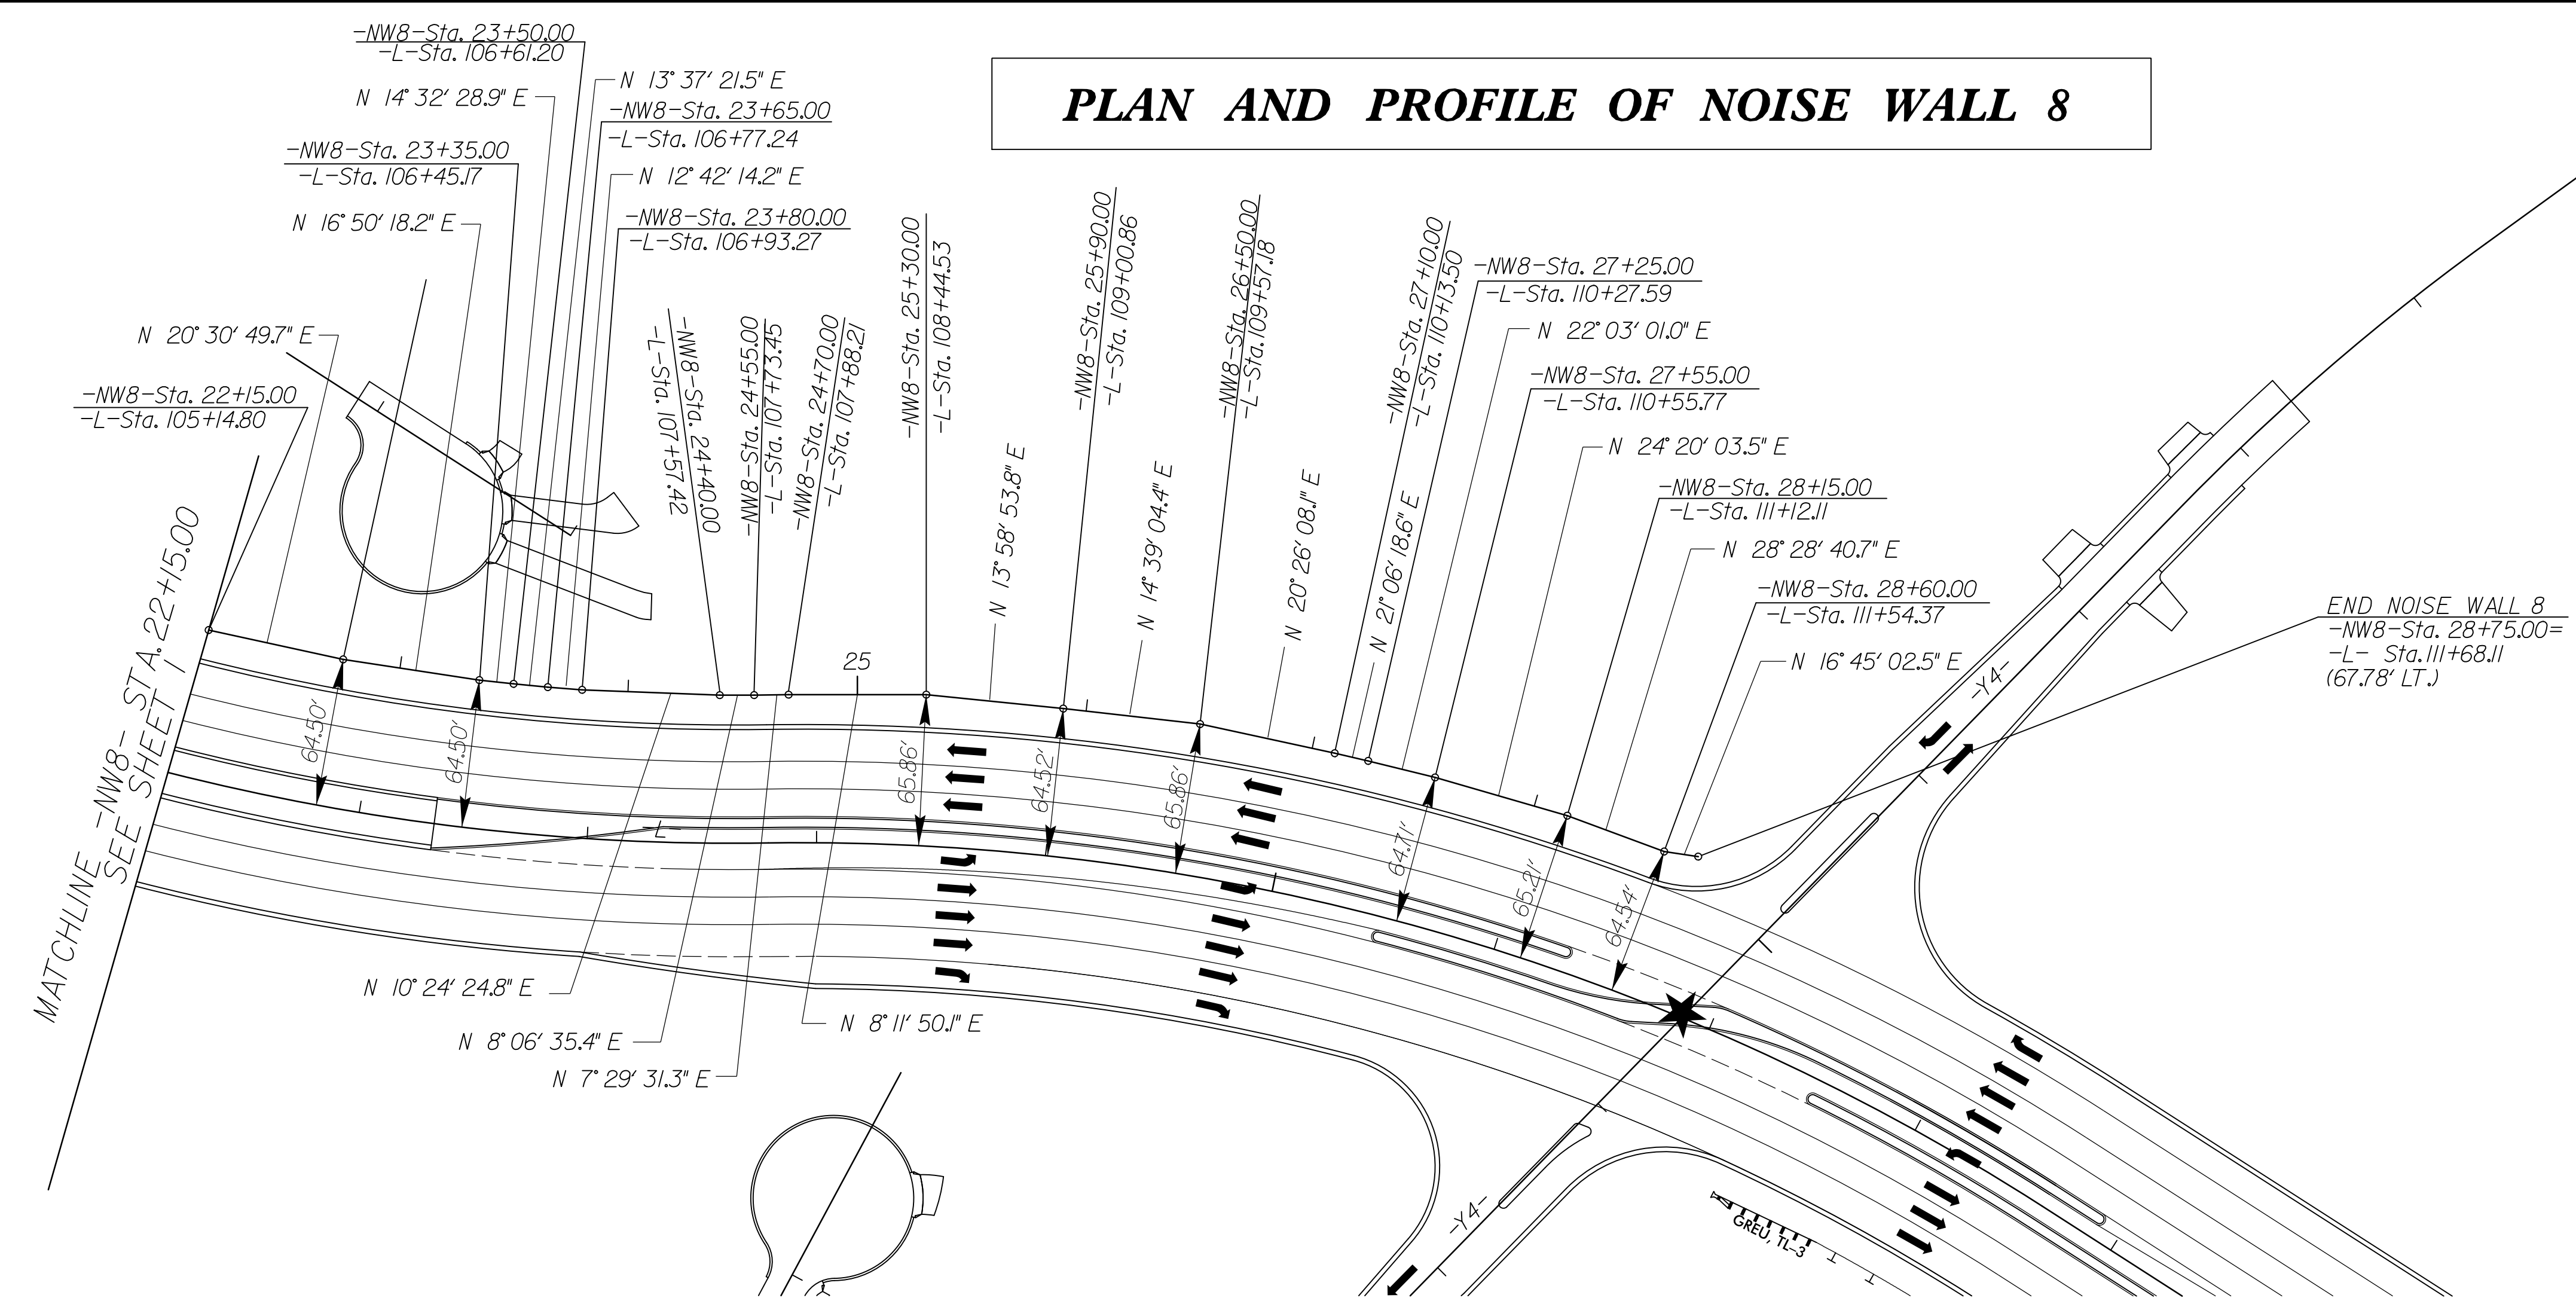 PLAN AND PROFILE OF NOISE WALL 8
-NW8-Sta. 23+50.00
-L-Sta. 106+61.20
N 14° 32' 28.9" E
N 13° 37' 21.5" E
-NW8-Sta. 23+65.00
-L-Sta. 106+77.24
-NW8-Sta. 23+35.00
-L-Sta. 106+45.17
N 12° 42' 14.2" E
N 16° 50' 18.2" E
-NW8-Sta. 23+80.00
-L-Sta. 106+93.27
N 20° 30' 49.7" E
-NW8-Sta. 22+15.00
-L-Sta. 105+14.80
MATCHLINE -NW8- STA.22+15.00
SEE SHEET 1
-NW8-Sta. 24+40.00
-L-Sta. 107+57.42
-NW8-Sta. 24+55.00
-L-Sta. 107+73.45
-NW8-Sta. 24+70.00
-L-Sta. 107+88.21
-NW8-Sta. 25+30.00
-L-Sta. 108+44.53
N 13° 58' 53.8" E
-NW8-Sta. 25+90.00
-L-Sta. 109+00.86
N 14° 39' 04.4" E
-NW8-Sta. 26+50.00
-L-Sta.109+57.18
N 20° 26' 08.1" E
-NW8-Sta. 27+10.00
-L-Sta. 110+13.50
N 21° 06' 18.6" E
-NW8-Sta. 27+25.00
-L-Sta. 110+27.59
N 22° 03' 01.0" E
-NW8-Sta. 27+55.00
-L-Sta. 110+55.77
N 24° 20' 03.5" E
-NW8-Sta. 28+15.00
-L-Sta. 111+12.11
N 28° 28' 40.7" E
-NW8-Sta. 28+60.00
-L-Sta. 111+54.37
N 16° 45' 02.5" E
END NOISE WALL 8
-NW8-Sta. 28+75.00=
-L- Sta.111+68.11
(67.78' LT.)
25
64.50'
64.50'
65.86'
64.52'
65.86'
64.71'
65.21'
64.54'
L
-Y4-
N 10° 24' 24.8" E
N 8° 06' 35.4" E
N 7° 29' 31.3" E
N 8° 11' 50.1" E
-Y4-
GREU, TL-3